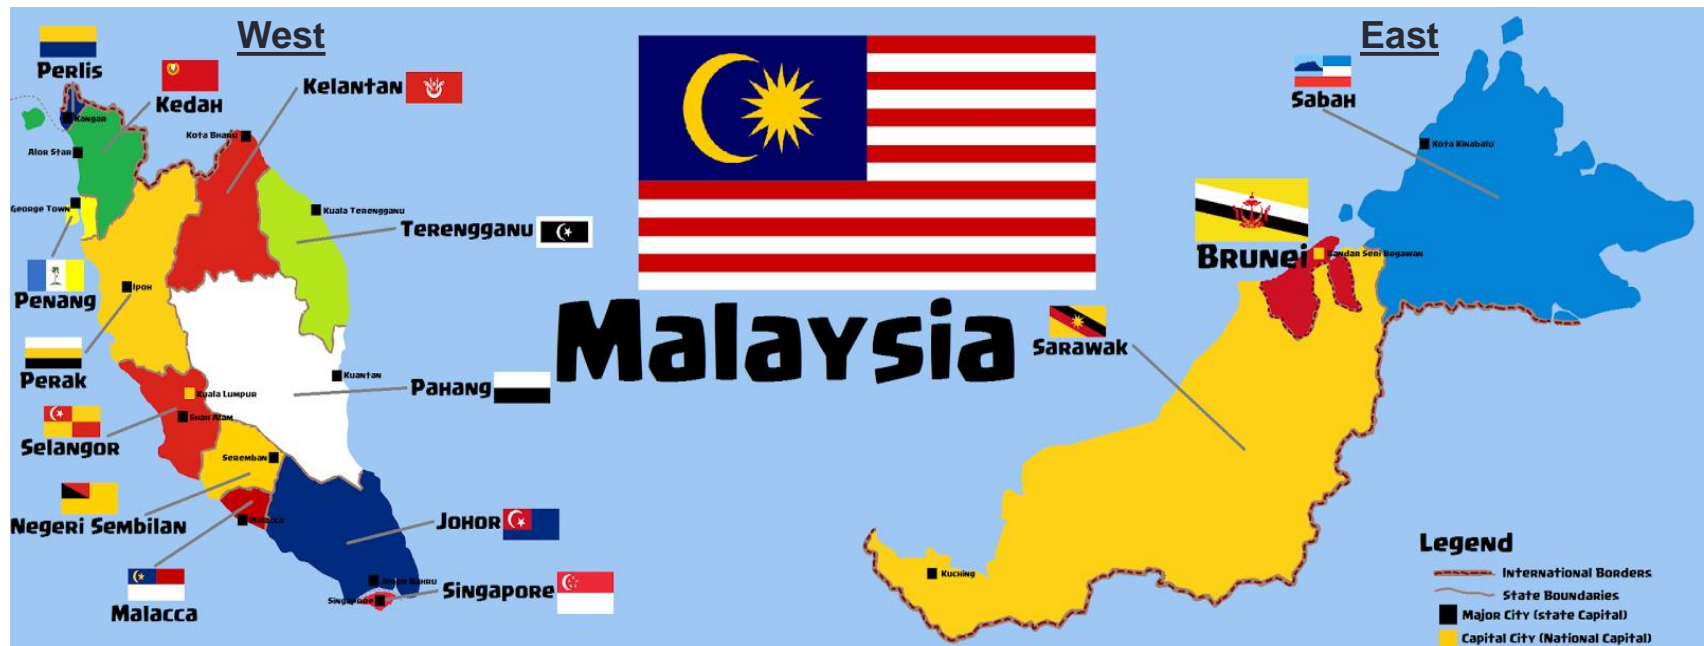 West
East
Perlis
Kedah
Kelantan
Kangar
Kota Bharu
Alor Star
George Town
Kuala Terengganu
Terengganu
Penang
Ipoh
Perak
Kuantan
Kuala Lumpur
Pahang
Shah Alam
Selangor
Seremban
Negeri Sembilan
Malacca
Johor
Johor Bahru
Singapore
Singapore
Malacca
Malaysia
Sabah
Kota Kinabalu
Brunei
Bandar Seri Begawan
Sarawak
Kuching
Legend
International Borders
State Boundaries
Major City (state Capital)
Capital City (National Capital)